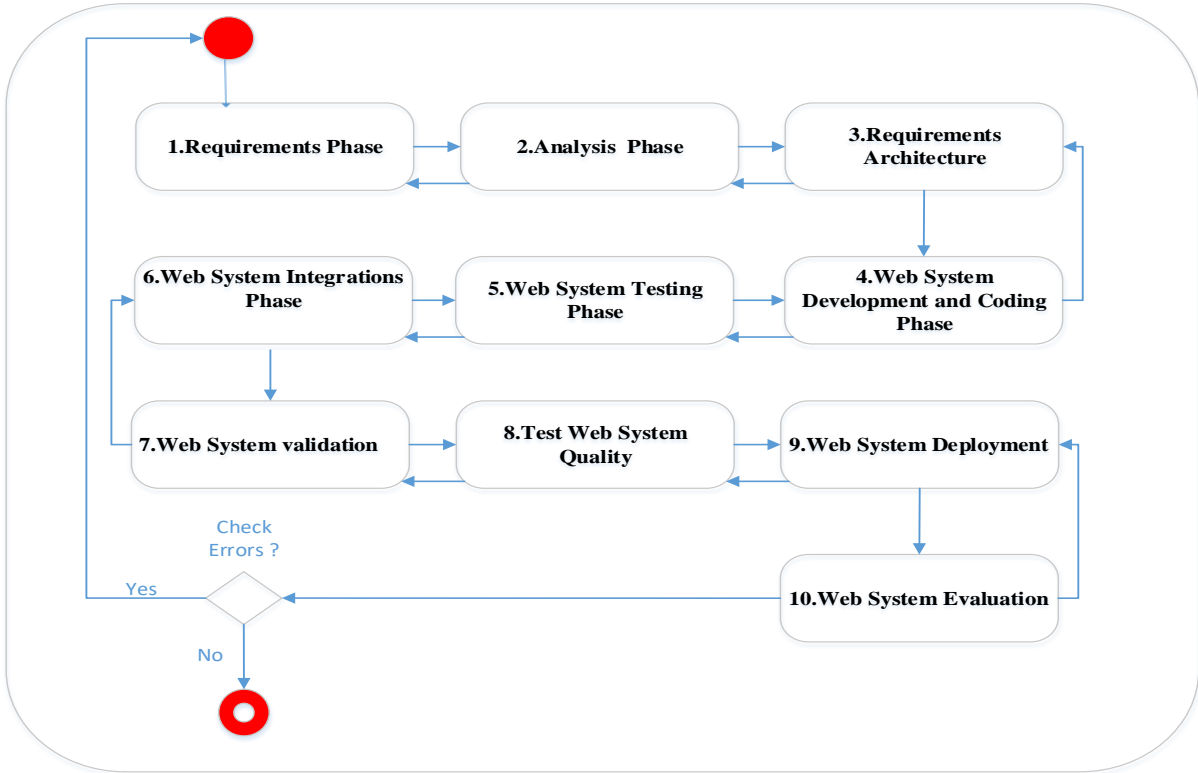 1.Requirements Phase
2.Analysis Phase
3.Requirements
Architecture
6.Web System Integrations
Phase
5.Web System Testing
Phase
4.Web System
Development and Coding
Phase
7.Web System validation
8.Test Web System
Quality
9.Web System Deployment
Check
Errors ?
Yes
10.Web System Evaluation
No